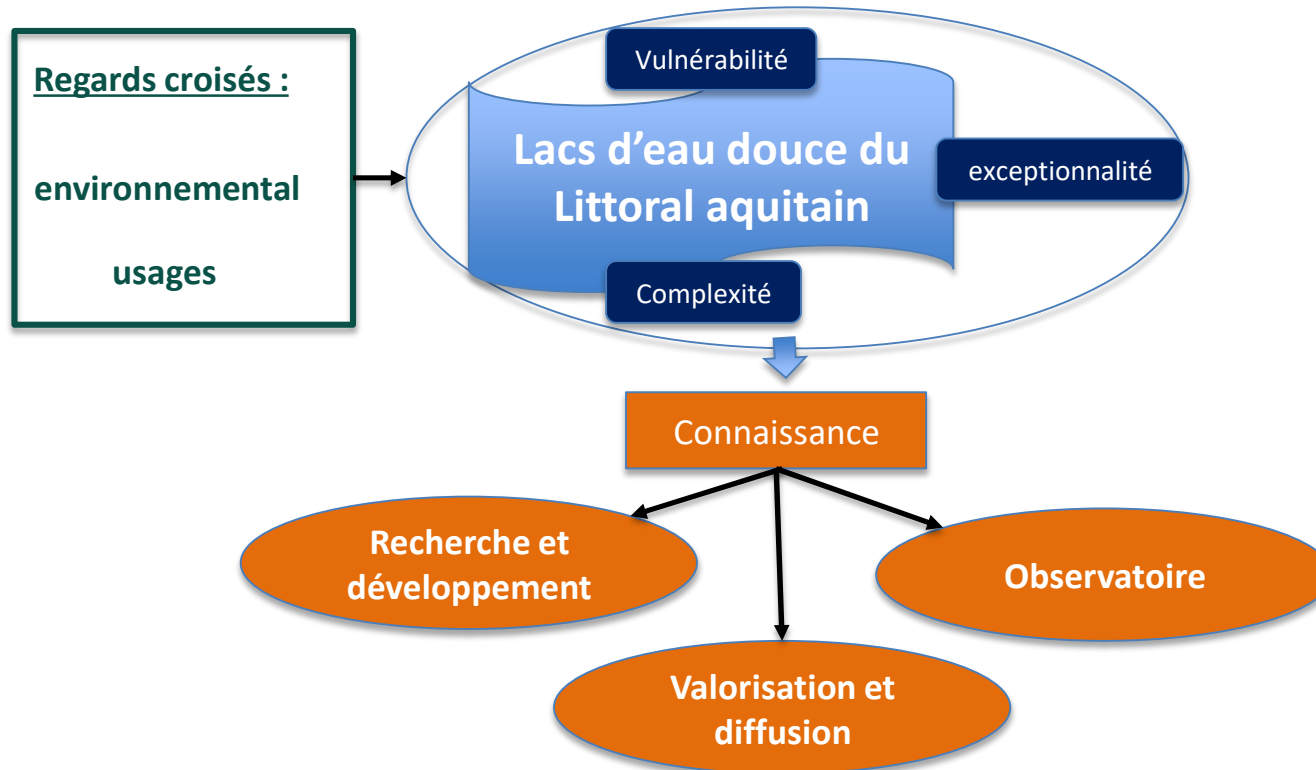 Regards croisés :
environnemental
usages
Vulnérabilité
Lacs d’eau douce du
Littoral aquitain
exceptionnalité
Complexité
Connaissance
Recherche et
développement
Observatoire
Valorisation et
diffusion